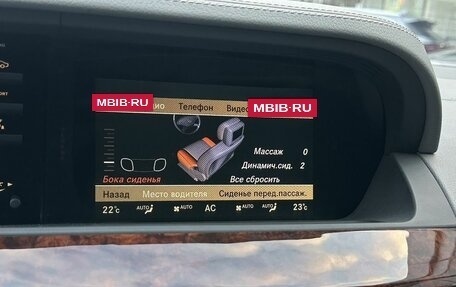 MBIB·RU MBIB·RU
Телефон
Массаж 0
Динамич.сид. 2
Бока сиденья Все сбросить
Назад Место водителя Сиденье перед.пассаж.
22°C AUTO AUTO AC AUTO AUTO 23°C